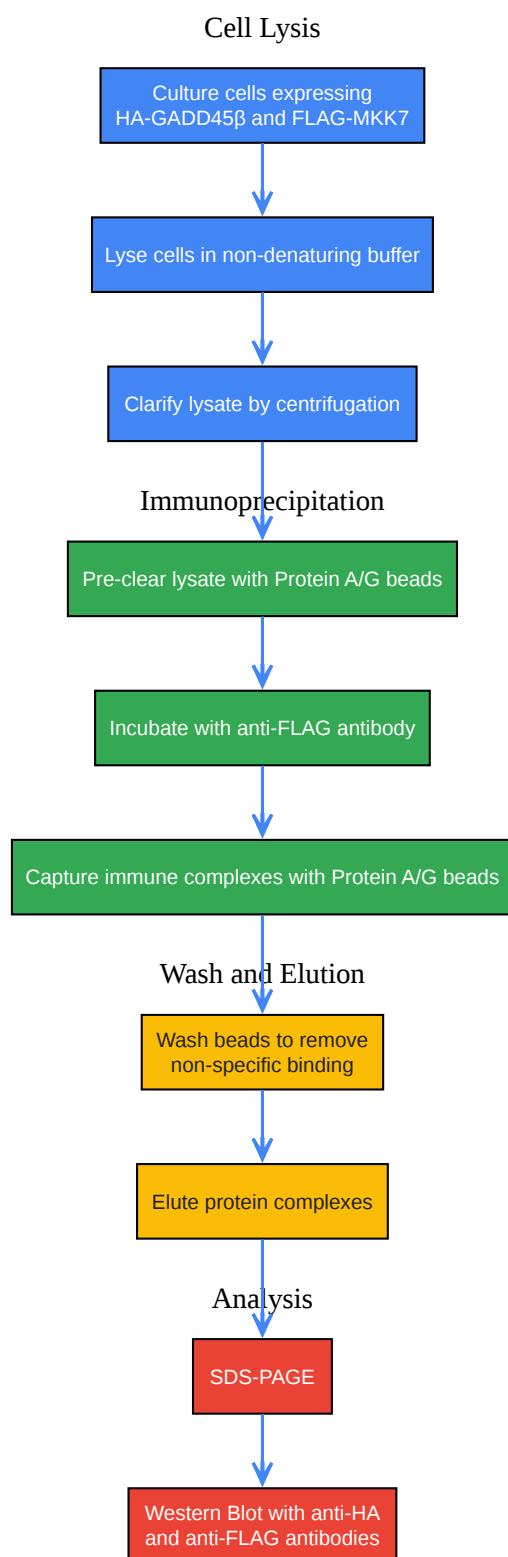 Cell Lysis
Culture cells expressing
HA-GADD45β and FLAG-MKK7
Lyse cells in non-denaturing buffer
Clarify lysate by centrifugation
Immunoprecipitation
Pre-clear lysate with Protein A/G beads
Incubate with anti-FLAG antibody
Capture immune complexes with Protein A/G beads
Wash and Elution
Wash beads to remove
non-specific binding
Elute protein complexes
Analysis
SDS-PAGE
Western Blot with anti-HA
and anti-FLAG antibodies